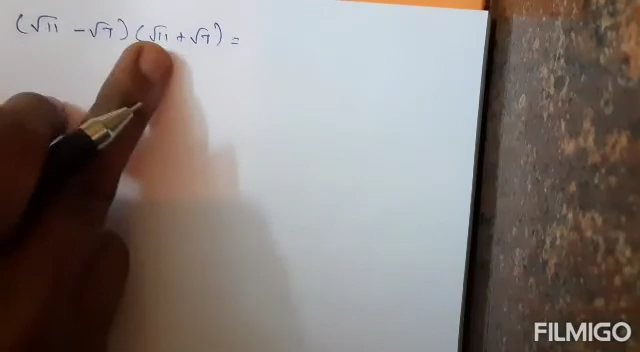 (√11 - √7) (√11 + √7) =
FILMIGO